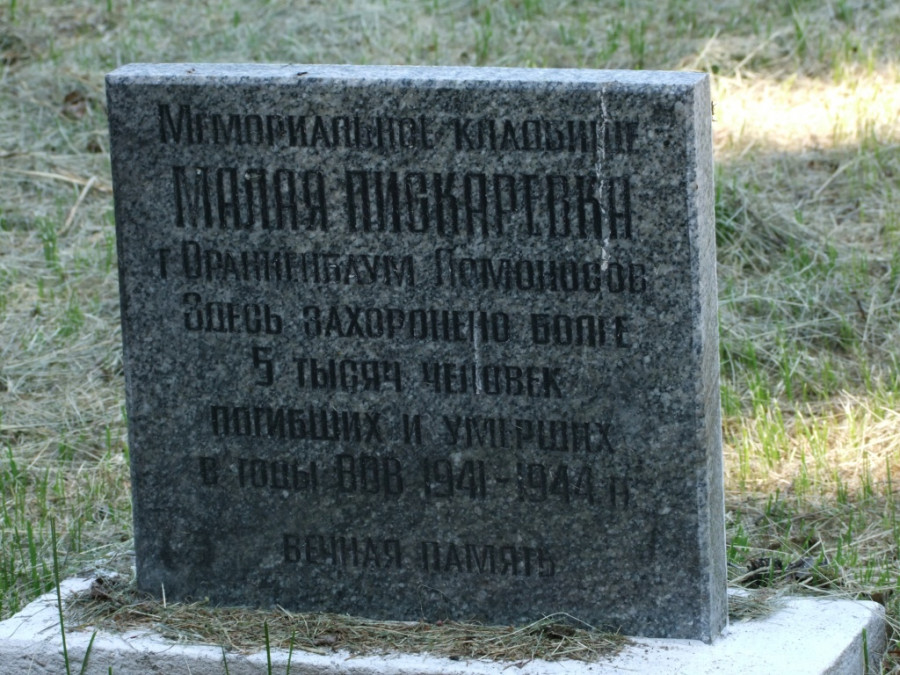 Мемориальное кладбище
МАЛАЯ ПИСКАРЕВКА
г Ораниенбаум Ломоносов
Здесь захоронено более
5 тысяч человек
погибших и умерших
в годы ВОВ 1941-1944 гг
Вечная память